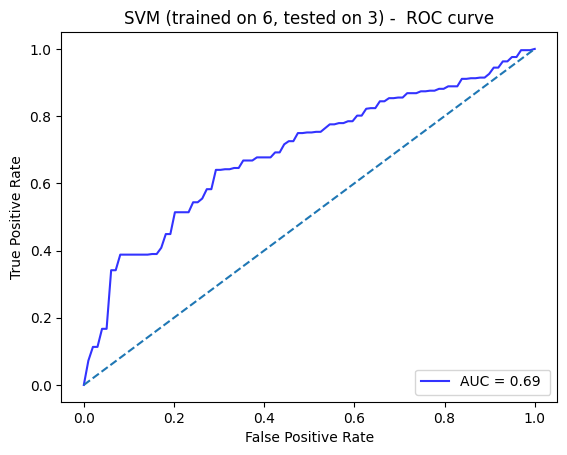 SVM (trained on 6, tested on 3) -  ROC curve
True Positive Rate
1.0
0.8
0.6
0.4
0.2
0.0
AUC = 0.69
0.0 0.2 0.4 0.6 0.8 1.0
False Positive Rate